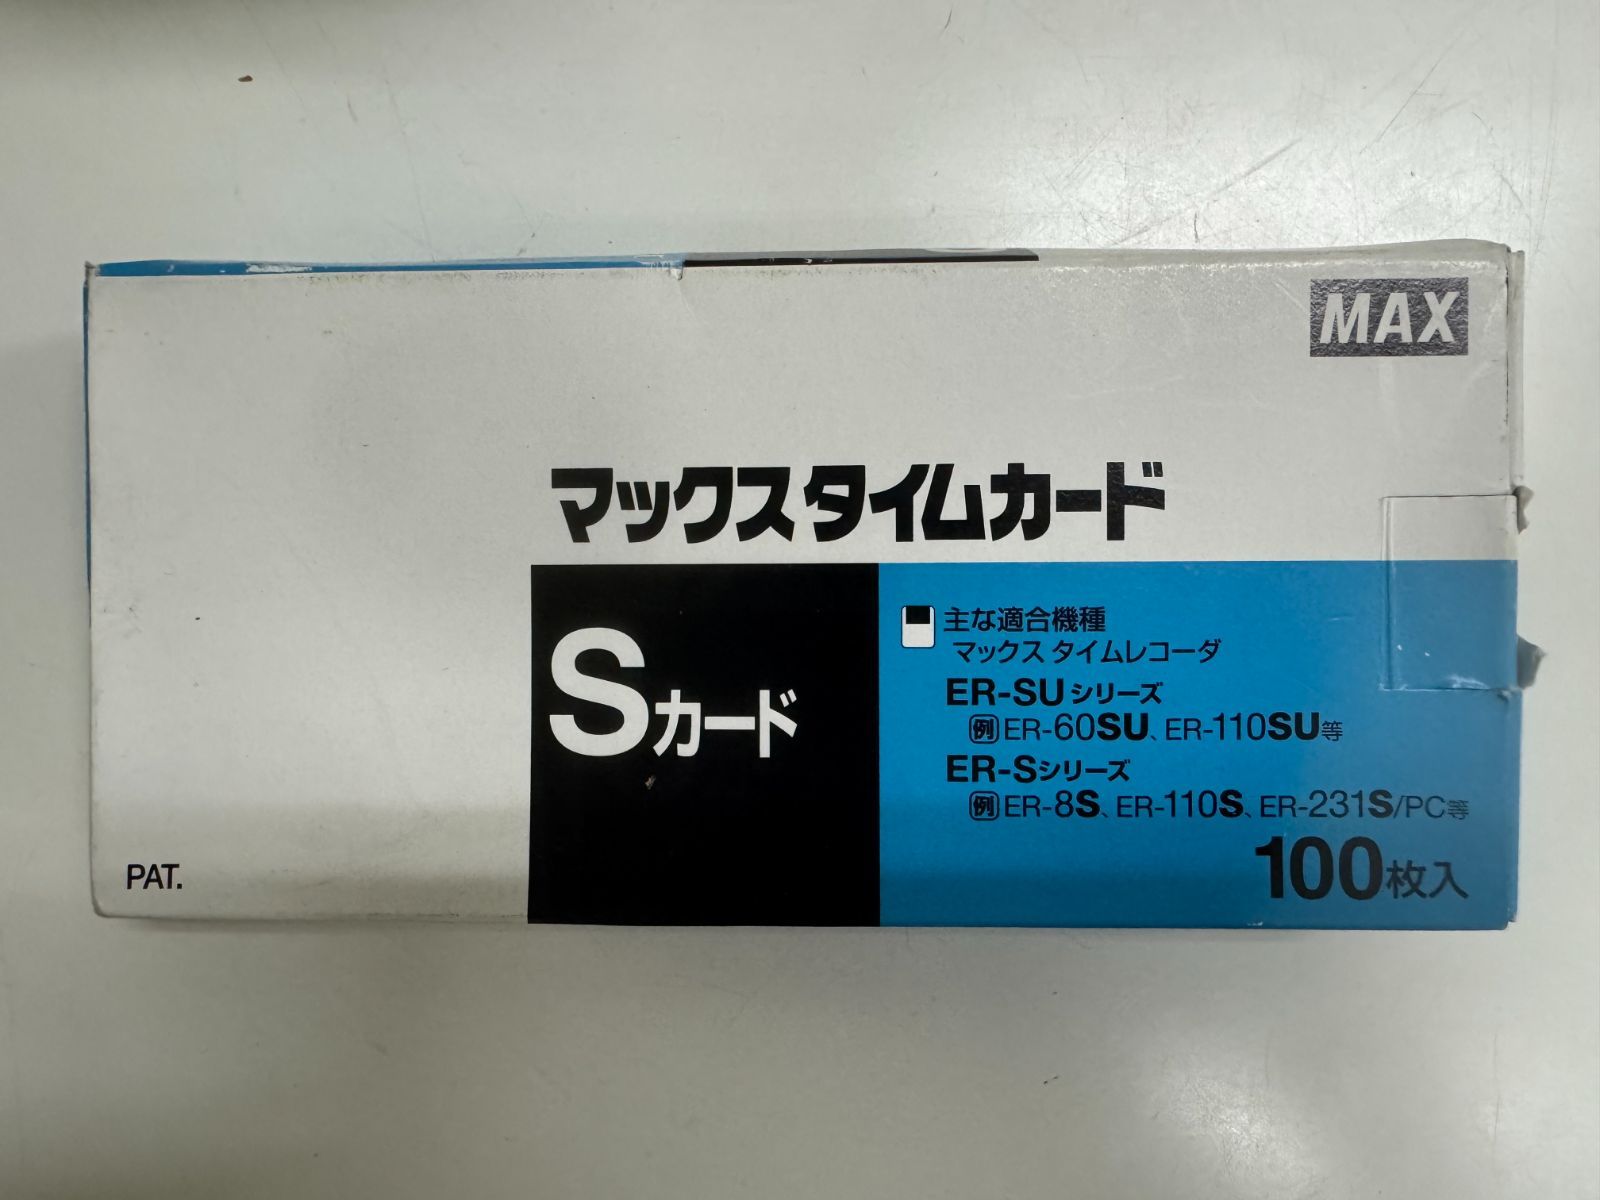 MAX
マックスタイムカード
Sカード
主な適合機種
マックス タイムレコーダ
ER-SUシリーズ
例 ER-60SU、ER-110SU等
ER-Sシリーズ
例 ER-8S、ER-110S、ER-231S/PC等
100枚入
PAT.